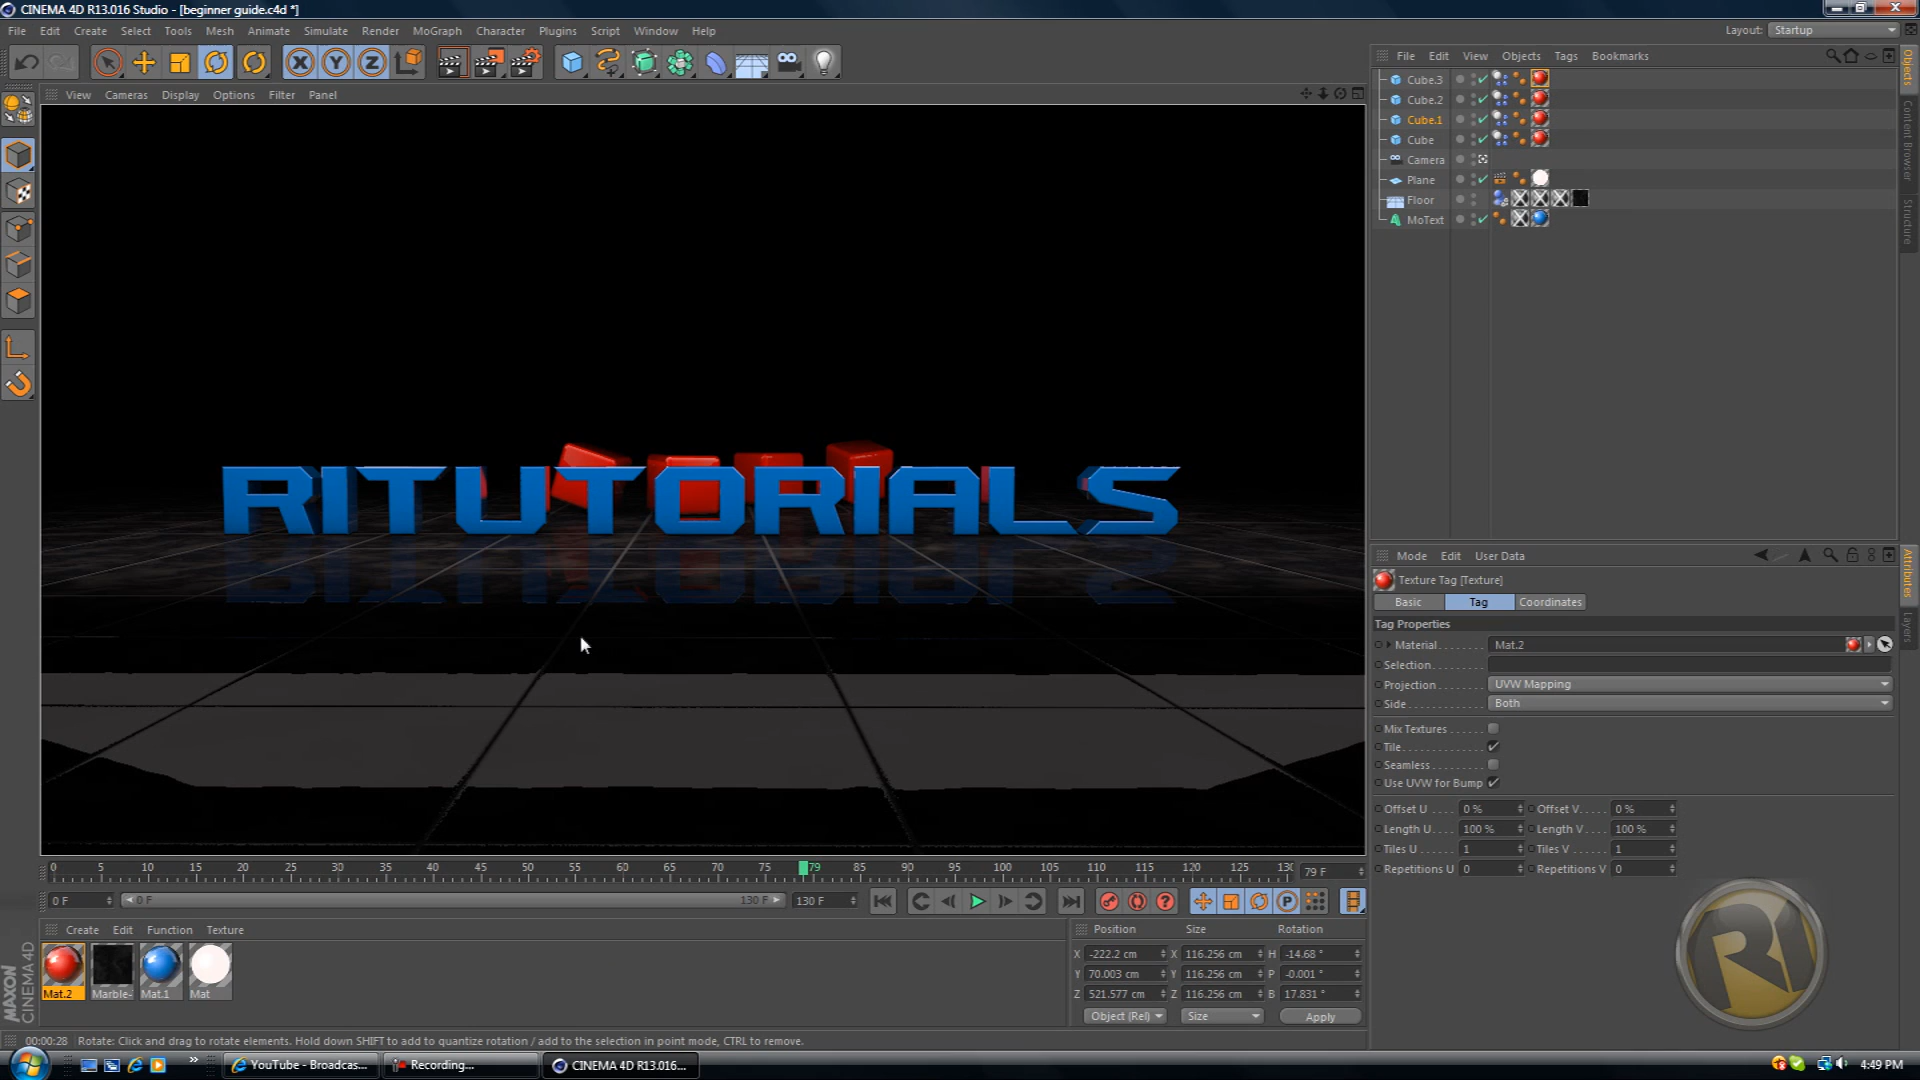 CINEMA 4D R13.016 Studio - [beginner guide.c4d *]
File Edit Create Select Tools Mesh Animate Simulate Render MoGraph Character Plugins Script Window Help
Layout: Startup
File Edit View Objects Tags Bookmarks
View Cameras Display Options Filter Panel
Cube.3
Cube.2
Cube.1
Cube
Camera
Plane
Floor
MoText
Objects
Content Browser
Structure
RITUTORIALS
Mode Edit User Data
Texture Tag [Texture]
Basic Tag Coordinates
Tag Properties
Material Mat.2
Selection
Projection UVW Mapping
Side Both
Mix Textures
Tile
Seamless
Use UVW for Bump
Offset U 0 % Offset V 0 %
Length U 100 % Length V 100 %
Tiles U 1 Tiles V 1
Repetitions U 0 Repetitions V 0
Attributes
Layers
0 5 10 15 20 25 30 35 40 45 50 55 60 65 70 75 79 85 90 95 100 105 110 115 120 125 130 79 F
0 F 0 F 130 F 130 F
Create Edit Function Texture
Mat.2 Marble- Mat.1 Mat
Position Size Rotation
X -222.2 cm X 116.256 cm H -14.68 °
Y 70.003 cm Y 116.256 cm P -0.001 °
Z 521.577 cm Z 116.256 cm B 17.831 °
Object (Rel) Size Apply
MAXON
CINEMA 4D
RI
00:00:28 Rotate: Click and drag to rotate elements. Hold down SHIFT to add to quantize rotation / add to the selection in point mode, CTRL to remove.
YouTube - Broadcas... Recording... CINEMA 4D R13.016... 4:49 PM